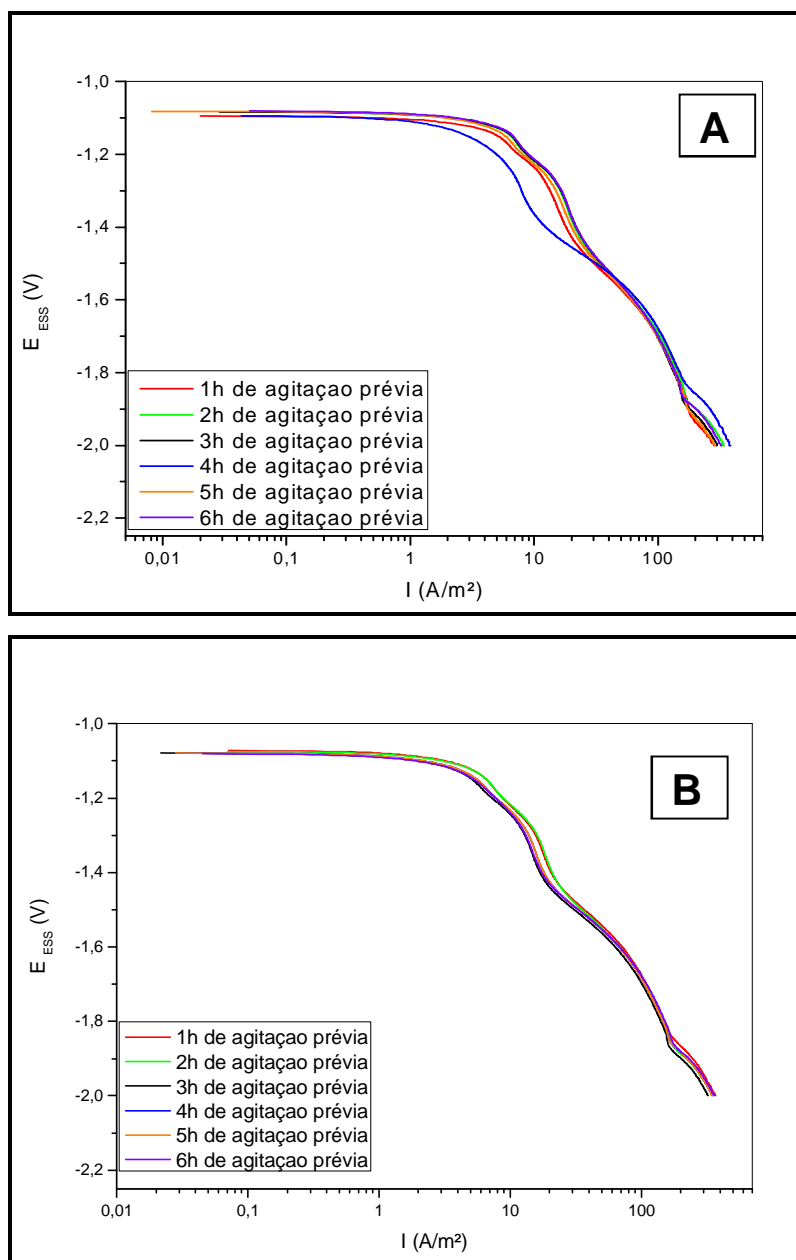 A
-1,0
-1,2
-1,4
-1,6
-1,8
-2,0
-2,2
E ESS (V)
1h de agitaçao prévia
2h de agitaçao prévia
3h de agitaçao prévia
4h de agitaçao prévia
5h de agitaçao prévia
6h de agitaçao prévia
0,01 0,1 1 10 100
I (A/m²)
B
-1,0
-1,2
-1,4
-1,6
-1,8
-2,0
-2,2
E ESS (V)
1h de agitaçao prévia
2h de agitaçao prévia
3h de agitaçao prévia
4h de agitaçao prévia
5h de agitaçao prévia
6h de agitaçao prévia
0,01 0,1 1 10 100
I (A/m²)